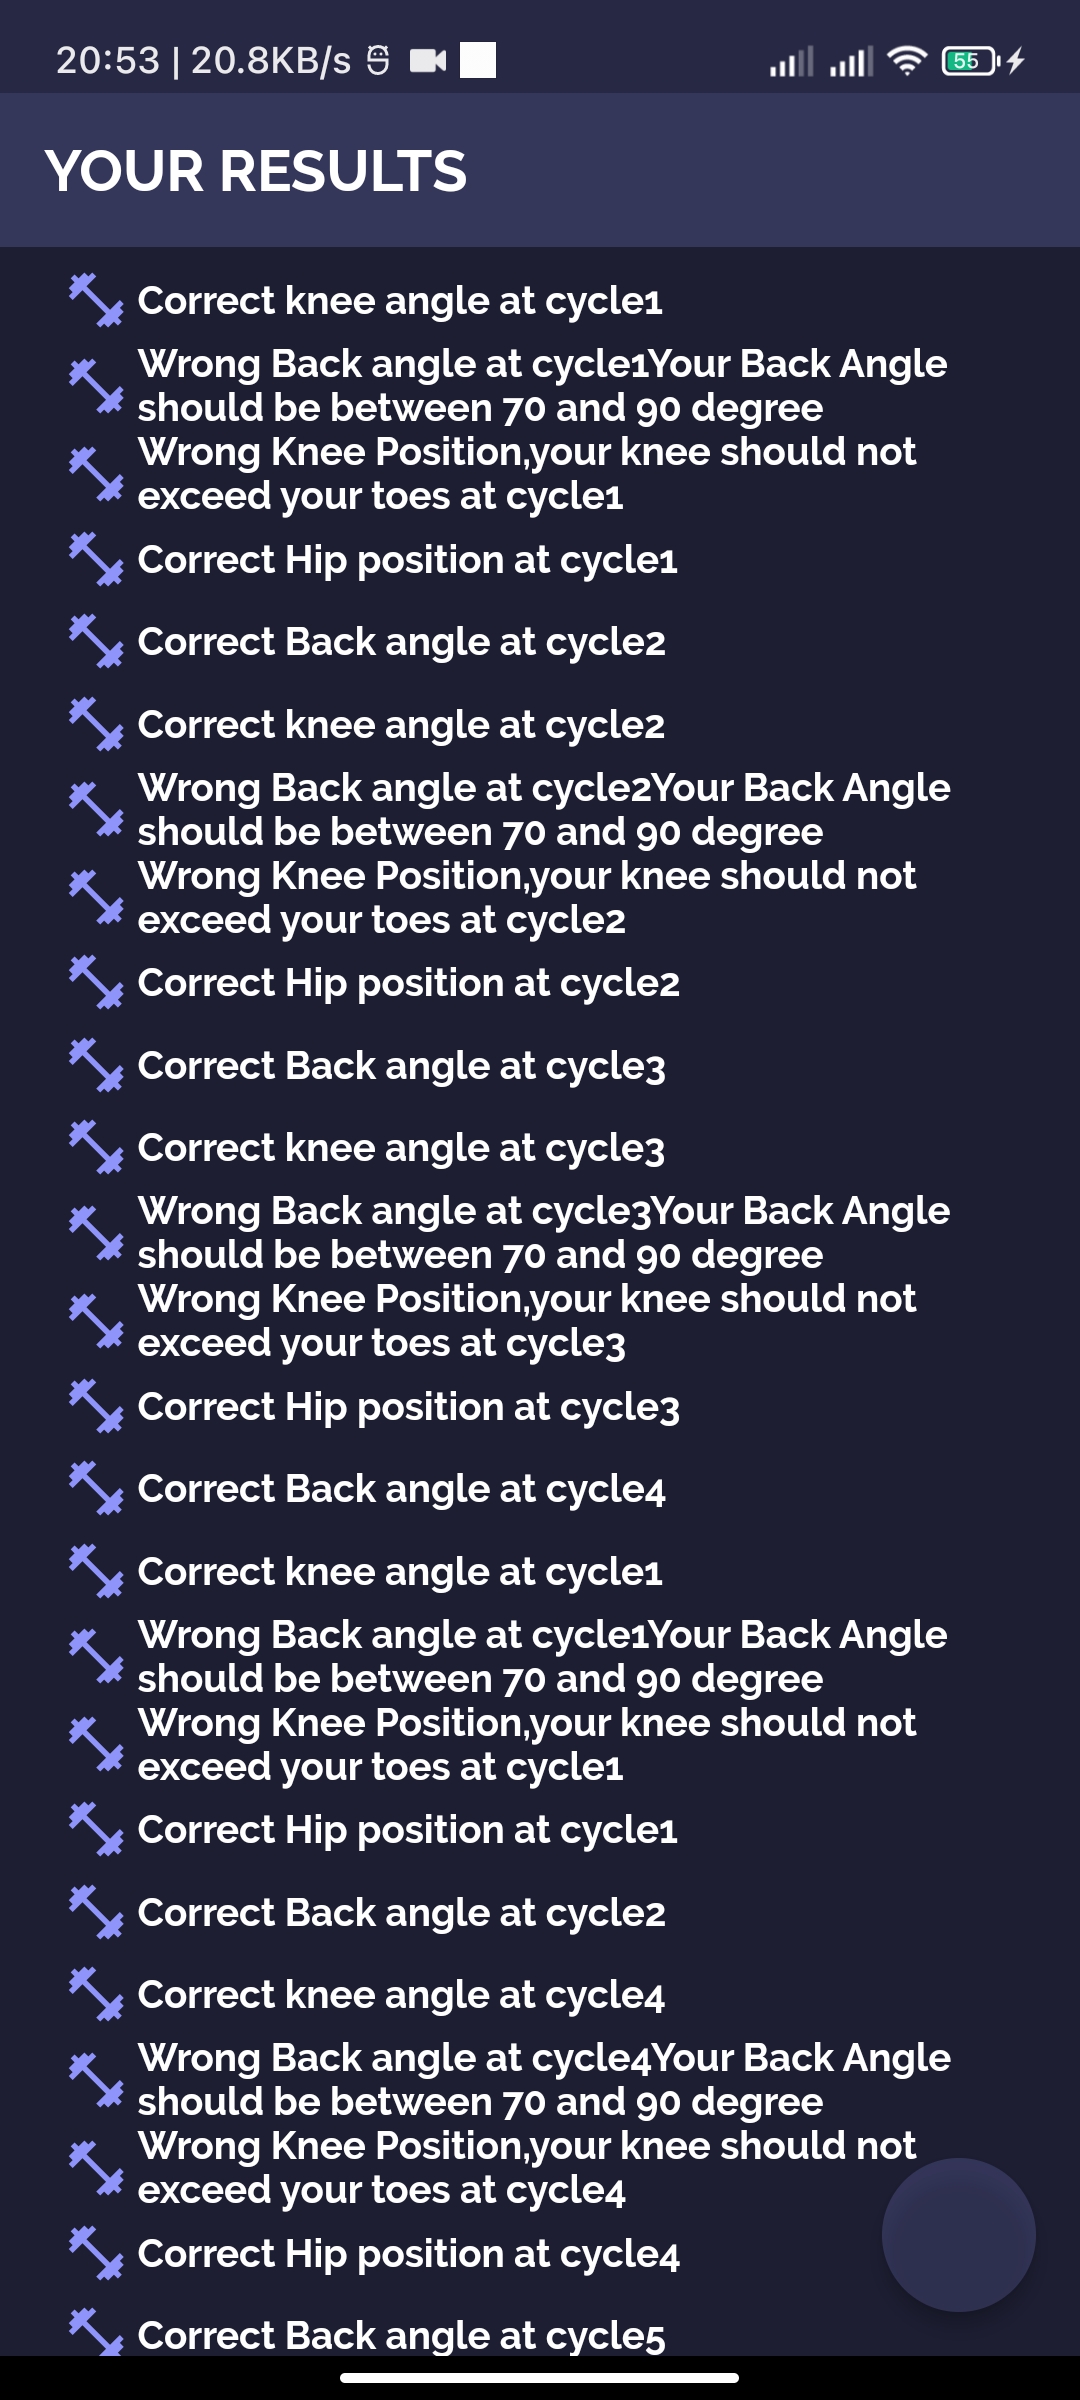 20:53 | 20.8KB/s
55
YOUR RESULTS
Correct knee angle at cycle1
Wrong Back angle at cycle1Your Back Angle
should be between 70 and 90 degree
Wrong Knee Position,your knee should not
exceed your toes at cycle1
Correct Hip position at cycle1
Correct Back angle at cycle2
Correct knee angle at cycle2
Wrong Back angle at cycle2Your Back Angle
should be between 70 and 90 degree
Wrong Knee Position,your knee should not
exceed your toes at cycle2
Correct Hip position at cycle2
Correct Back angle at cycle3
Correct knee angle at cycle3
Wrong Back angle at cycle3Your Back Angle
should be between 70 and 90 degree
Wrong Knee Position,your knee should not
exceed your toes at cycle3
Correct Hip position at cycle3
Correct Back angle at cycle4
Correct knee angle at cycle1
Wrong Back angle at cycle1Your Back Angle
should be between 70 and 90 degree
Wrong Knee Position,your knee should not
exceed your toes at cycle1
Correct Hip position at cycle1
Correct Back angle at cycle2
Correct knee angle at cycle4
Wrong Back angle at cycle4Your Back Angle
should be between 70 and 90 degree
Wrong Knee Position,your knee should not
exceed your toes at cycle4
Correct Hip position at cycle4
Correct Back angle at cycle5